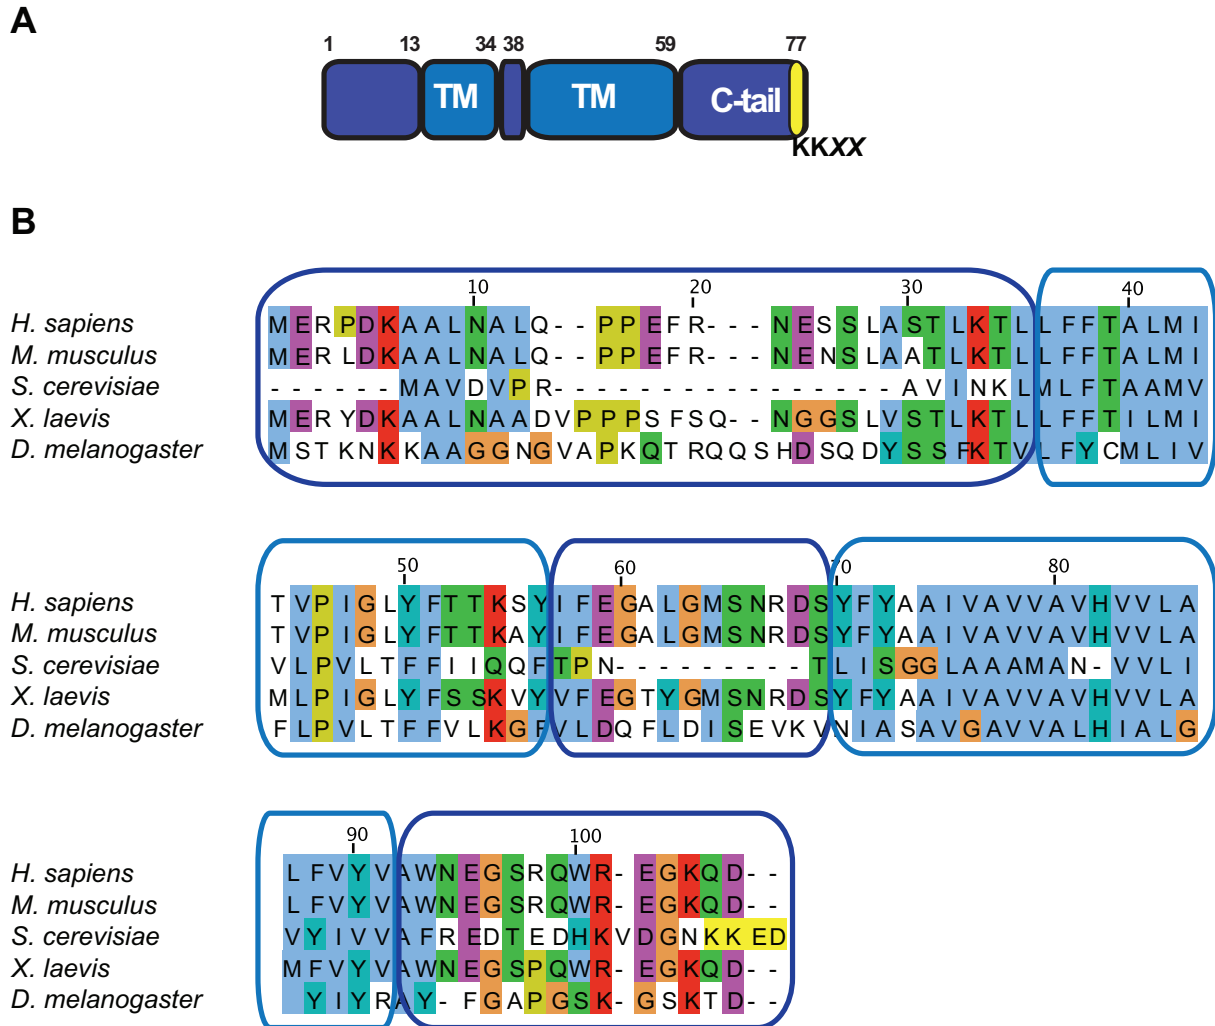 A
1 13 34 38 59 77
TM TM C-tail
KKXX
B
10 20 30 40
H. sapiens MERPDKAALNALQ--PPEFR---NESSLASTLKTLLFFTALMI
M. musculus MERLDKAALNALQ--PPEFR---NENSLAATLKTLLFFTALMI
S. cerevisiae ------MAVDVPR----------------AVINKLMLFTAAMV
X. laevis MERYDKAALNAADVPPPSFSQ--NGGSLVSTLKTLLFFTILMI
D. melanogaster MSTKNKKAAGGNGVAPKQTRQQSHDSQDYSSFKTVLFYCMLIV
50 60 70 80
H. sapiens TVPIGLYFTTKSYIFEGALGMSNRDSYFYAAIVAVVAVHVVLA
M. musculus TVPIGLYFTTKAYIFEGALGMSNRDSYFYAAIVAVVAVHVVLA
S. cerevisiae VLPVLTFFIIQQFTPN---------TLISGGLAAAMAN-VVLI
X. laevis MLPIGLYFSSKVYVFEGTYGMSNRDSYFYAAIVAVVAVHVVLA
D. melanogaster FLPVLTFFVLKGFVLDQFLDISEVKVNIASAVGAVVALHIALG
90 100
H. sapiens LFVYVAWNEGSRQWR-EGKQD--
M. musculus LFVYVAWNEGSRQWR-EGKQD--
S. cerevisiae VYIVVAFREDTEDHKVDGNKKED
X. laevis MFVYVAWNEGSPQWR-EGKQD--
D. melanogaster YIYRAY-FGAPGSK-GSKTD--